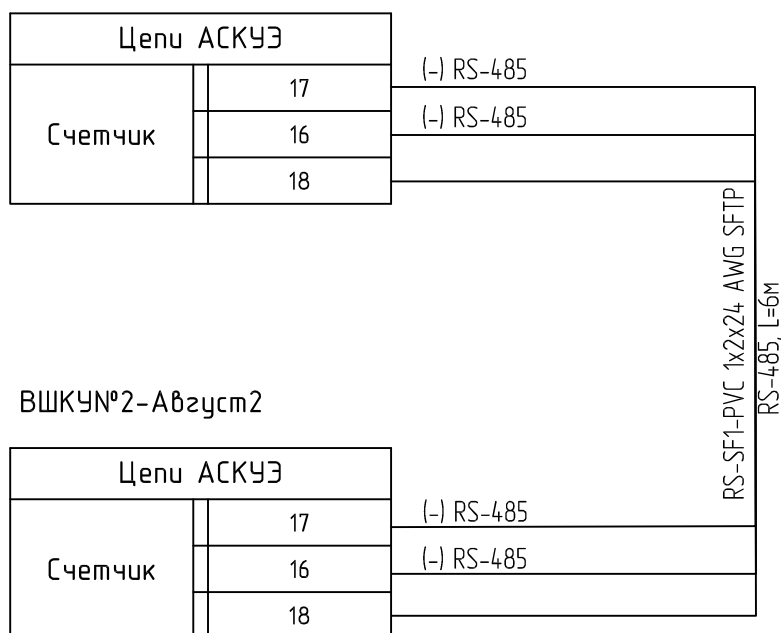 Цепи АСКУЭ
(-) RS-485
17
(-) RS-485
Счетчик
16
18
RS-SF1-PVC 1x2x24 AWG SFTP
RS-485, L=6м
ВШКУ№2-Август2
Цепи АСКУЭ
(-) RS-485
17
(-) RS-485
Счетчик
16
18